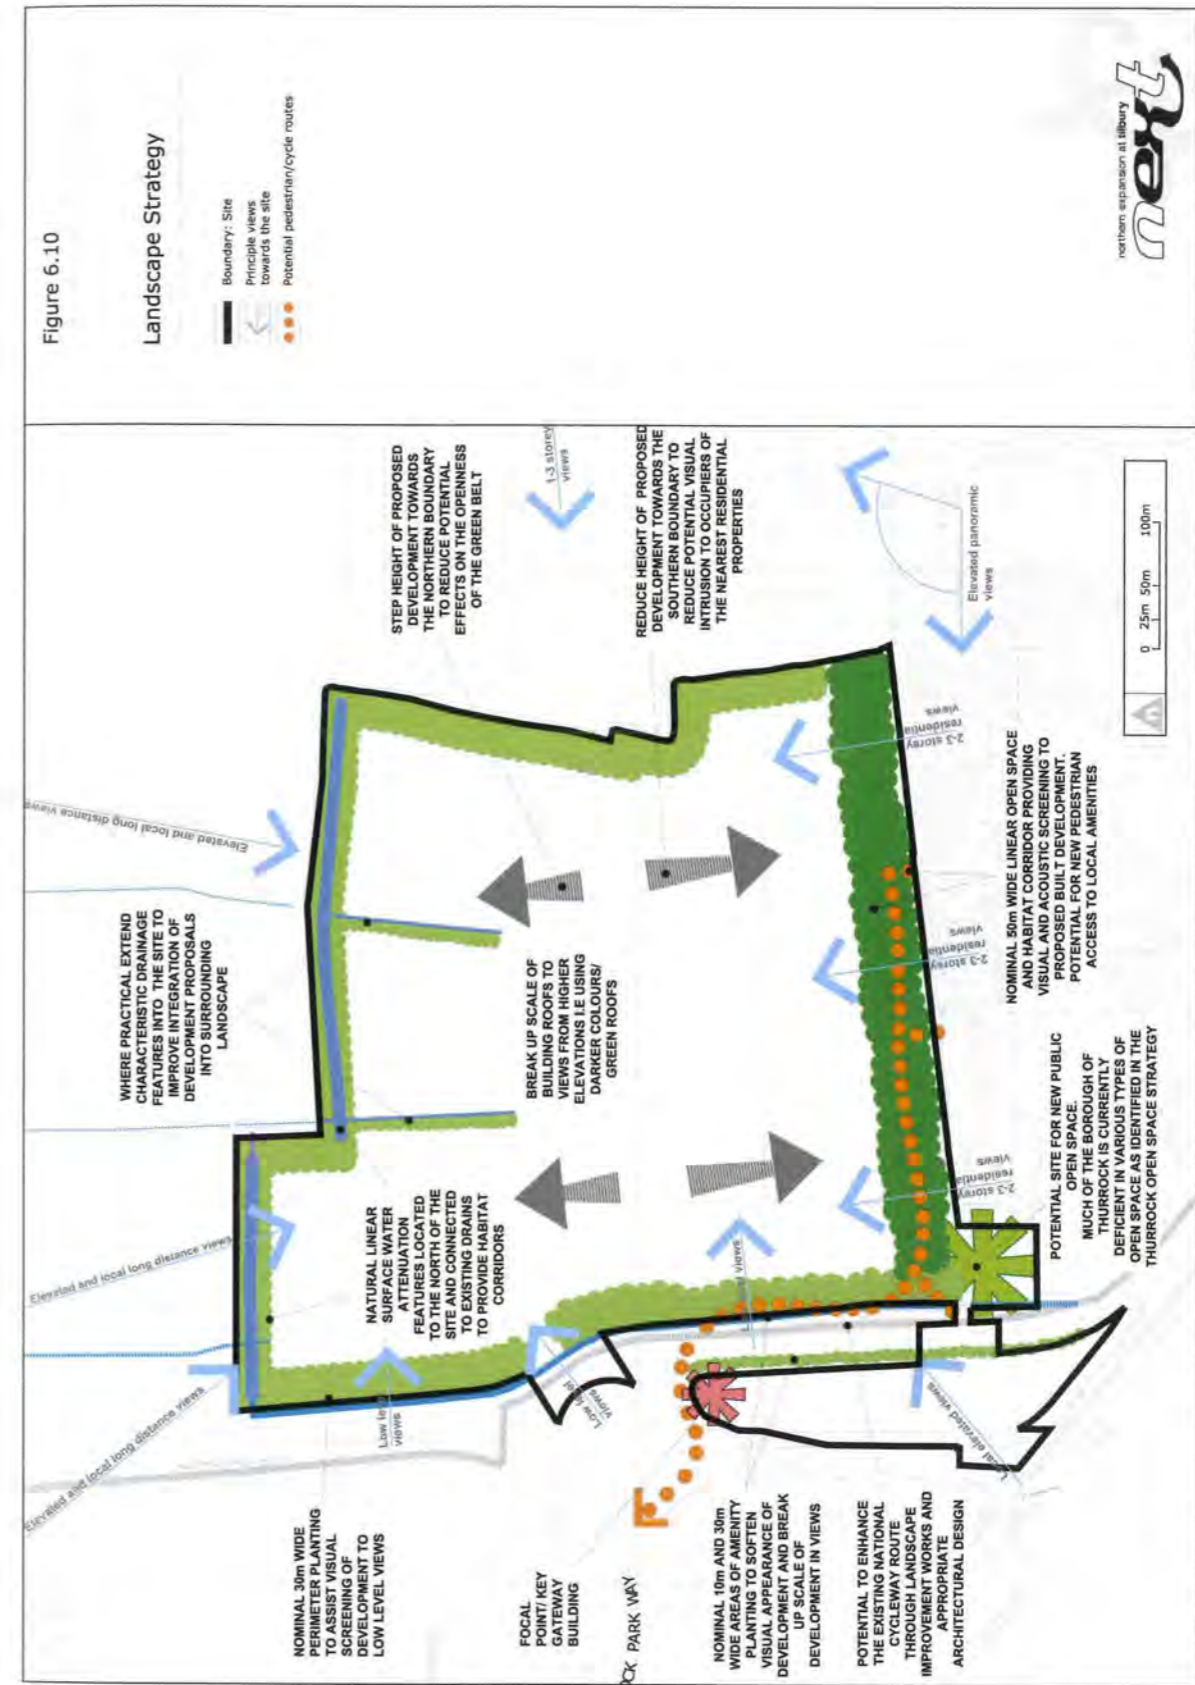 Figure 6.10
Landscape Strategy
Boundary: Site
Principle views
towards the site
Potential pedestrian/cycle routes
northern expansion at tilbury
next
NOMINAL 30m WIDE
PERIMETER PLANTING
TO ASSIST VISUAL
SCREENING OF
DEVELOPMENT TO
LOW LEVEL VIEWS
WHERE PRACTICAL EXTEND
CHARACTERISTIC DRAINAGE
FEATURES INTO THE SITE TO
IMPROVE INTEGRATION OF
DEVELOPMENT PROPOSALS
INTO SURROUNDING
LANDSCAPE
Elevated and local long distance views
Elevated and local long distance views
Elevated and local long distance views
STEP HEIGHT OF PROPOSED
DEVELOPMENT TOWARDS
THE NORTHERN BOUNDARY
TO REDUCE POTENTIAL
EFFECTS ON THE OPENNESS
OF THE GREEN BELT
1-3 storey
views
NATURAL LINEAR
SURFACE WATER
ATTENUATION
FEATURES LOCATED
TO THE NORTH OF THE
SITE AND CONNECTED
TO EXISTING DRAINS
TO PROVIDE HABITAT
CORRIDORS
Low level
views
Low level
views
FOCAL
POINT/ KEY
GATEWAY
BUILDING
BREAK UP SCALE OF
BUILDING ROOFS TO
VIEWS FROM HIGHER
ELEVATIONS I.E USING
DARKER COLOURS/
GREEN ROOFS
REDUCE HEIGHT OF PROPOSED
DEVELOPMENT TOWARDS THE
SOUTHERN BOUNDARY TO
REDUCE POTENTIAL VISUAL
INTRUSION TO OCCUPIERS OF
THE NEAREST RESIDENTIAL
PROPERTIES
OCK PARK WAY
views
NOMINAL 10m AND 30m
WIDE AREAS OF AMENITY
PLANTING TO SOFTEN
VISUAL APPEARANCE OF
DEVELOPMENT AND BREAK
UP SCALE OF
DEVELOPMENT IN VIEWS
POTENTIAL TO ENHANCE
THE EXISTING NATIONAL
CYCLEWAY ROUTE
THROUGH LANDSCAPE
IMPROVEMENT WORKS AND
APPROPRIATE
ARCHITECTURAL DESIGN
elevated views
2-3 storey
residential
views
2-3 storey
residential
views
2-3 storey
residential
views
Elevated panoramic
views
POTENTIAL SITE FOR NEW PUBLIC
OPEN SPACE.
MUCH OF THE BOROUGH OF
THURROCK IS CURRENTLY
DEFICIENT IN VARIOUS TYPES OF
OPEN SPACE AS IDENTIFIED IN THE
THURROCK OPEN SPACE STRATEGY
NOMINAL 50m WIDE LINEAR OPEN SPACE
AND HABITAT CORRIDOR PROVIDING
VISUAL AND ACOUSTIC SCREENING TO
PROPOSED BUILT DEVELOPMENT.
POTENTIAL FOR NEW PEDESTRIAN
ACCESS TO LOCAL AMENITIES
0 25m 50m 100m